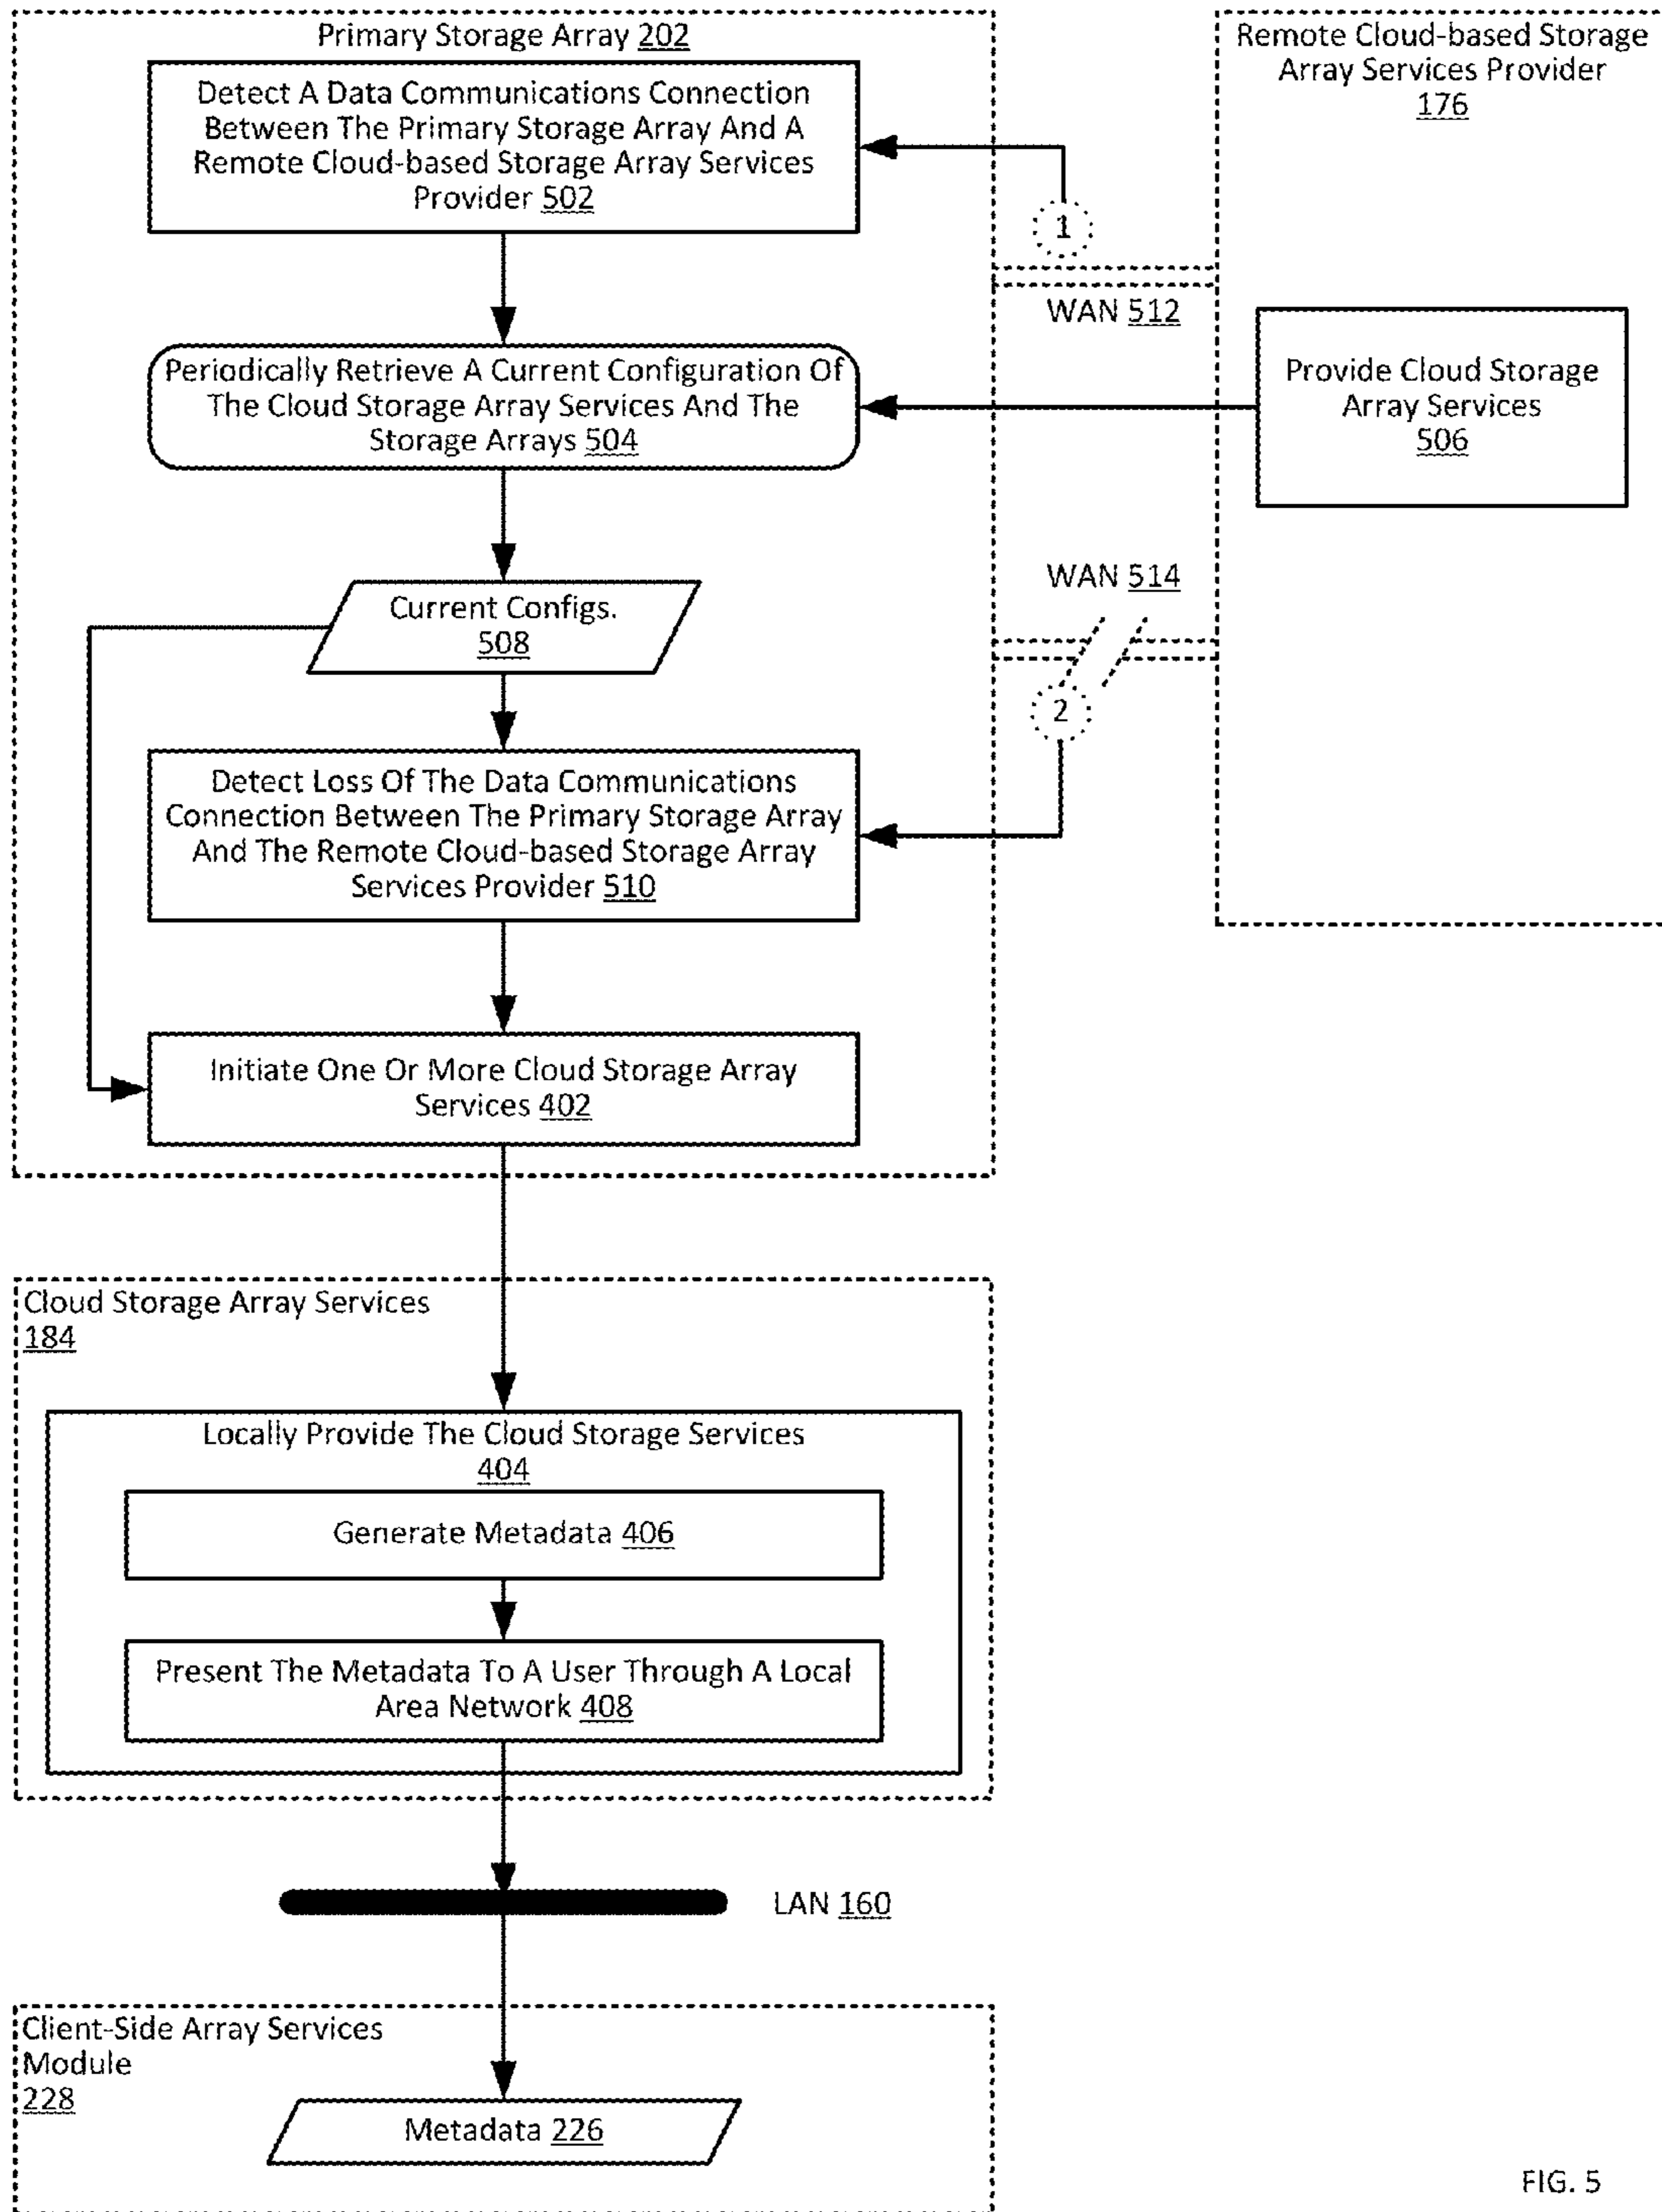 Primary Storage Array 202
Detect A Data Communications Connection
Between The Primary Storage Array And A
Remote Cloud-based Storage Array Services
Provider 502
Remote Cloud-based Storage
Array Services Provider
176
1
WAN 512
Periodically Retrieve A Current Configuration Of
The Cloud Storage Array Services And The
Storage Arrays 504
Provide Cloud Storage
Array Services
506
WAN 514
Current Configs.
508
2
Detect Loss Of The Data Communications
Connection Between The Primary Storage Array
And The Remote Cloud-based Storage Array
Services Provider 510
Initiate One Or More Cloud Storage Array
Services 402
Cloud Storage Array Services
184
Locally Provide The Cloud Storage Services
404
Generate Metadata 406
Present The Metadata To A User Through A Local
Area Network 408
LAN 160
Client-Side Array Services
Module
228
Metadata 226
FIG. 5